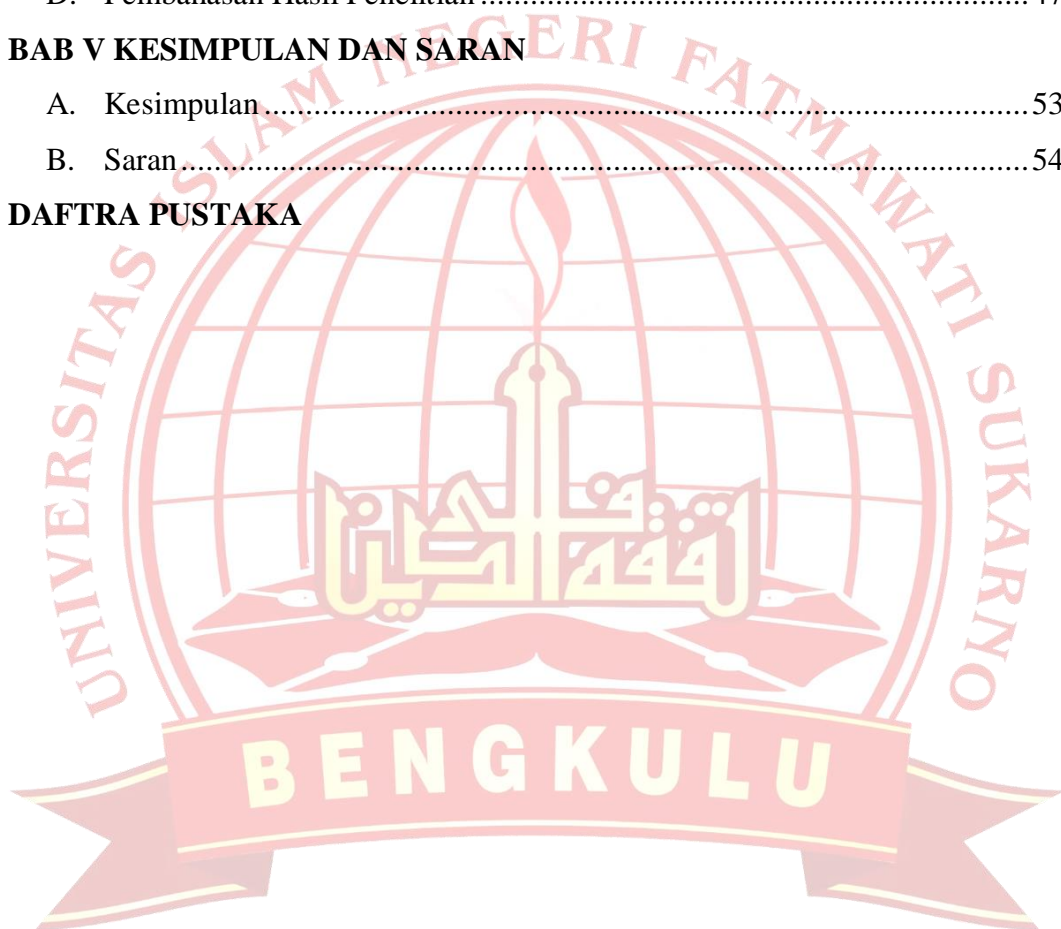 BAB V KESIMPULAN DAN SARAN
A. Kesimpulan ........................................................................................ 53
B. Saran .................................................................................................. 54
DAFTRA PUSTAKA
UNIVERSITAS ISLAM NEGERI FATMAWATI SUKARNO
BENGKULU